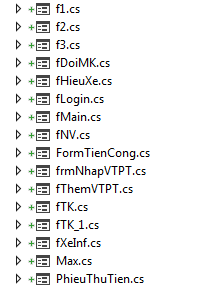 f1.cs
f2.cs
f3.cs
fDoiMK.cs
fHieuXe.cs
fLogin.cs
fMain.cs
fNV.cs
FormTienCong.cs
frmNhapVTPT.cs
fThemVTPT.cs
fTK.cs
fTK_1.cs
fXeInf.cs
Max.cs
PhieuThuTien.cs